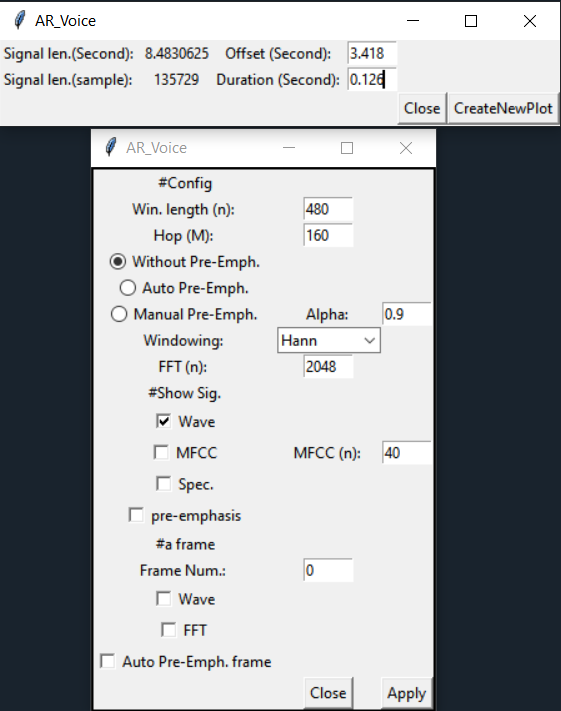 AR_Voice
Signal len.(Second): 8.4830625 Offset (Second): 3.418
Signal len.(sample): 135729 Duration (Second): 0.126
Close CreateNewPlot
AR_Voice
#Config
Win. length (n): 480
Hop (M): 160
Without Pre-Emph.
Auto Pre-Emph.
Manual Pre-Emph. Alpha: 0.9
Windowing: Hann
FFT (n): 2048
#Show Sig.
Wave
MFCC MFCC (n): 40
Spec.
pre-emphasis
#a frame
Frame Num.: 0
Wave
FFT
Auto Pre-Emph. frame
Close Apply